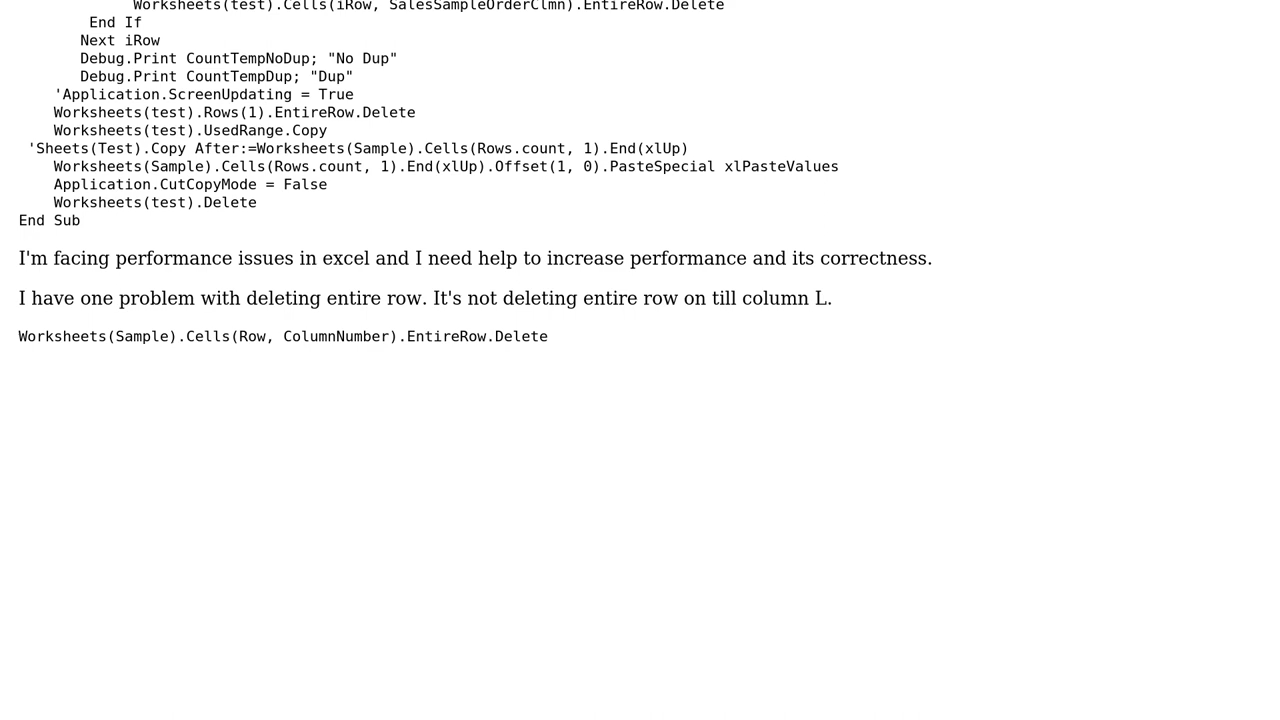 Worksheets(test).Cells(iRow, SalesSampleOrderClmn).EntireRow.Delete
End If
Next iRow
Debug.Print CountTempNoDup; "No Dup"
Debug.Print CountTempDup; "Dup"
'Application.ScreenUpdating = True
Worksheets(test).Rows(1).EntireRow.Delete
Worksheets(test).UsedRange.Copy
'Sheets(Test).Copy After:=Worksheets(Sample).Cells(Rows.count, 1).End(xlUp)
Worksheets(Sample).Cells(Rows.count, 1).End(xlUp).Offset(1, 0).PasteSpecial xlPasteValues
Application.CutCopyMode = False
Worksheets(test).Delete
End Sub
I'm facing performance issues in excel and I need help to increase performance and its correctness.
I have one problem with deleting entire row. It's not deleting entire row on till column L.
Worksheets(Sample).Cells(Row, ColumnNumber).EntireRow.Delete